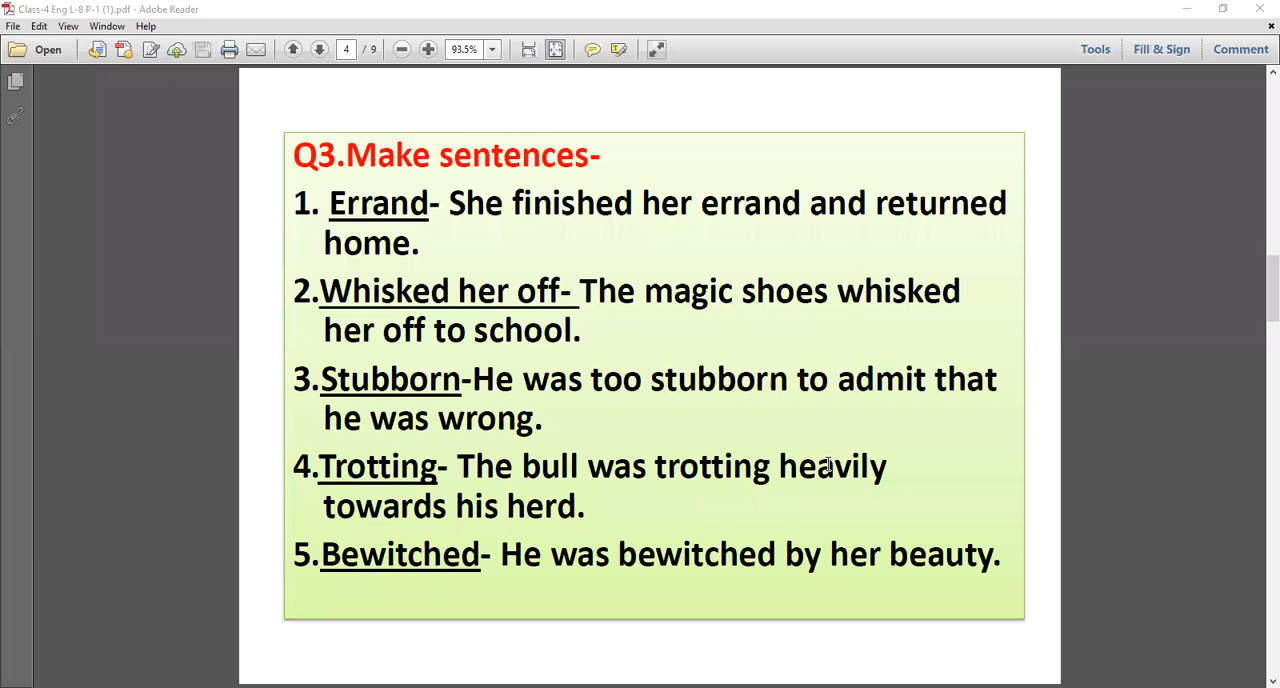 Class-4 Eng L-8 P-1 (1).pdf - Adobe Reader
File Edit View Window Help
Open 4 / 9 93.5% Tools Fill & Sign Comment
Q3.Make sentences-
1. Errand- She finished her errand and returned
home.
2.Whisked her off- The magic shoes whisked
her off to school.
3.Stubborn-He was too stubborn to admit that
he was wrong.
4.Trotting- The bull was trotting heavily
towards his herd.
5.Bewitched- He was bewitched by her beauty.